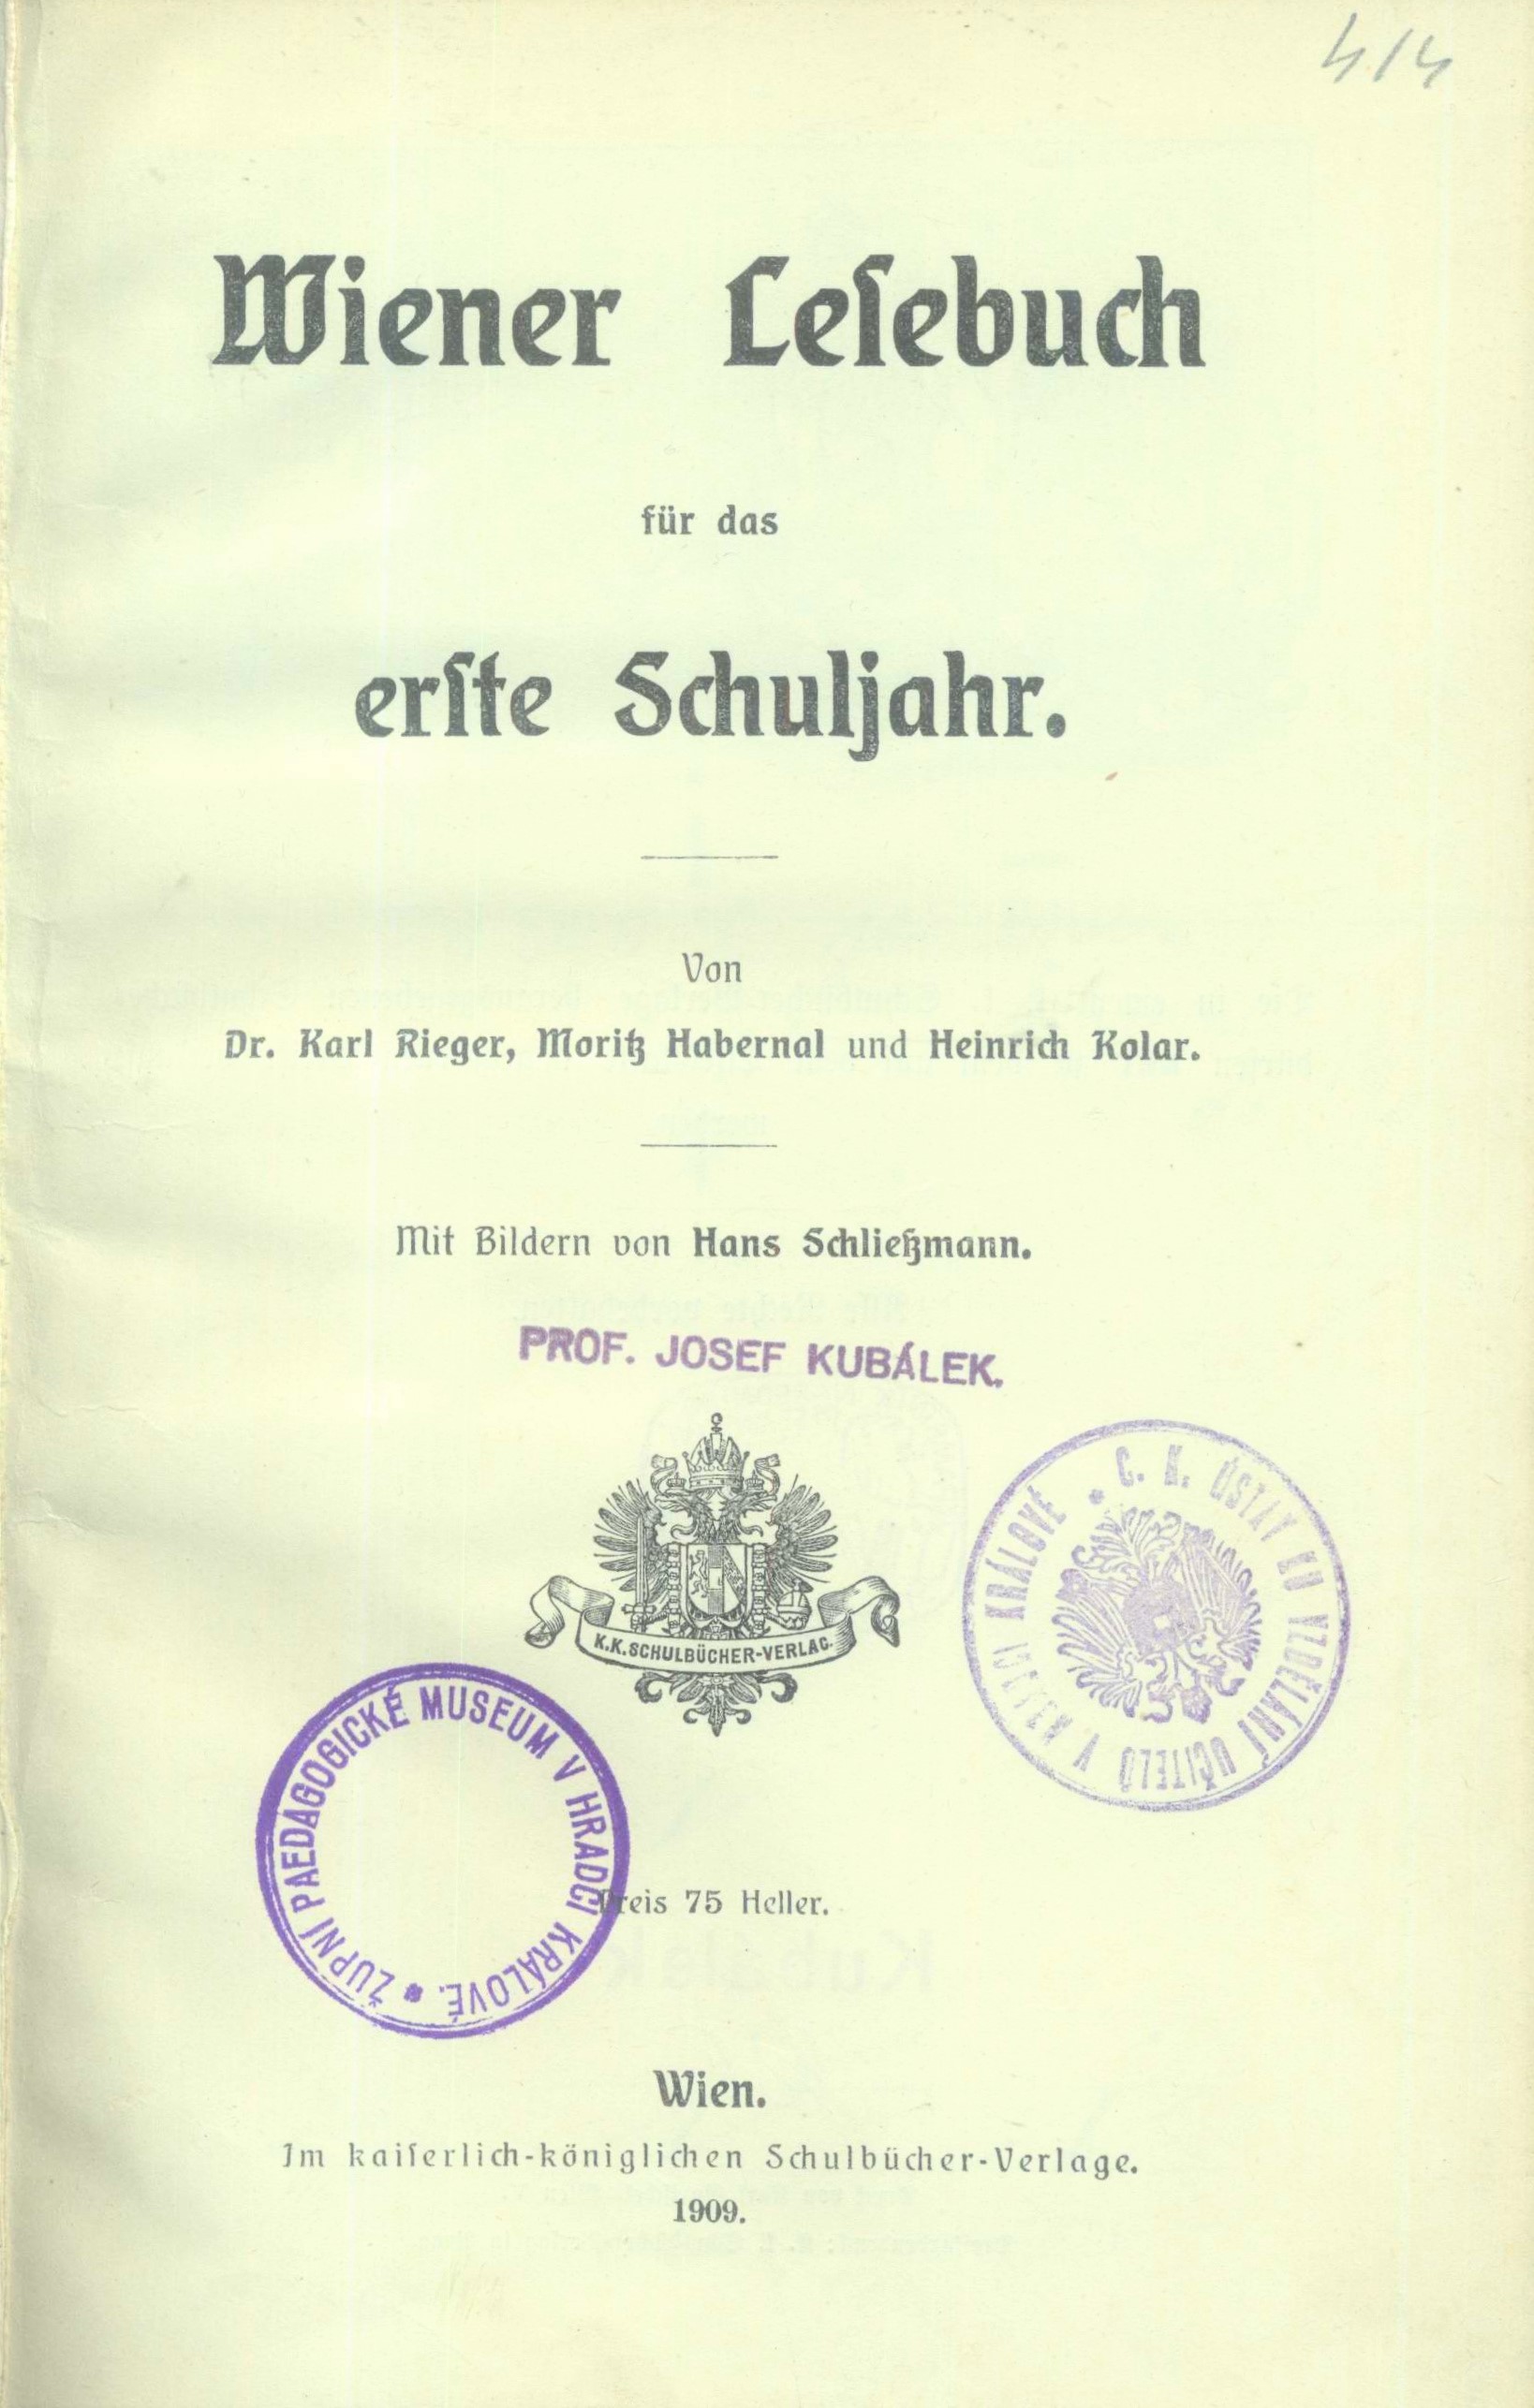 4/4
Wiener Leſebuch
für das
erſte Schuljahr.
Von
Dr. Karl Rieger, Moritz Habernal und Heinrich Kolar.
Mit Bildern von Hans Schließmann.
PROF. JOSEF KUBÁLEK.
C. K. ÚSTAV KU VZDĚLÁNÍ UČITELŮ V HRADCI KRÁLOVÉ *
K.K. SCHULBÜCHER-VERLAG.
ŽUPNÍ PAEDAGOGICKÉ MUSEUM V HRADCI KRÁLOVÉ. *
Preis 75 Heller.
Wien.
Im kaiſerlich-königlichen Schulbücher-Verlage.
1909.